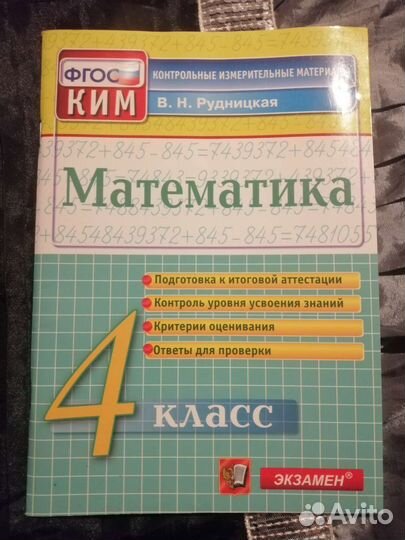 ФГОС
КИМ
КОНТРОЛЬНЫЕ ИЗМЕРИТЕЛЬНЫЕ
В. Н. Рудницкая
Математика
Подготовка к итоговой аттестации
Контроль уровня усвоения знаний
Критерии оценивания
Ответы для проверки
4 класс
ЭКЗАМЕН®
Avito